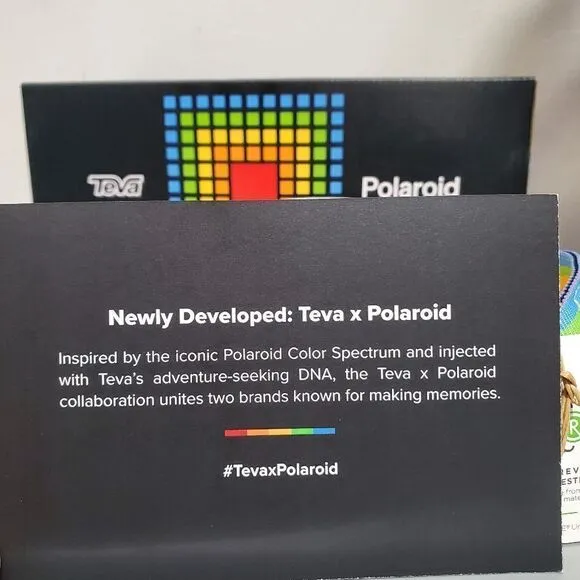 Teva
Polaroid
Newly Developed: Teva x Polaroid
Inspired by the iconic Polaroid Color Spectrum and injected
with Teva's adventure-seeking DNA, the Teva x Polaroid
collaboration unites two brands known for making memories.
#TevaxPolaroid
R